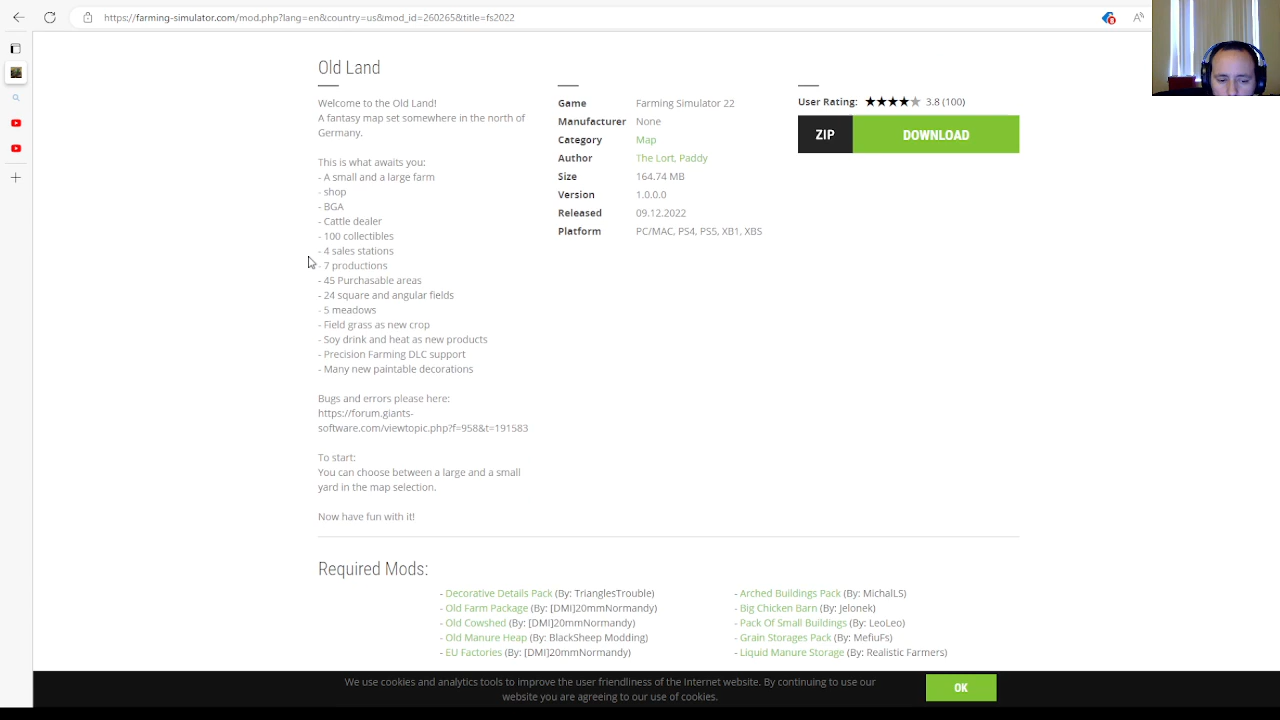 https://farming-simulator.com/mod.php?lang=en&country=us&mod_id=260265&title=fs2022
Old Land
Welcome to the Old Land!
A fantasy map set somewhere in the north of
Germany.
This is what awaits you:
- A small and a large farm
- shop
- BGA
- Cattle dealer
- 100 collectibles
- 4 sales stations
- 7 productions
- 45 Purchasable areas
- 24 square and angular fields
- 5 meadows
- Field grass as new crop
- Soy drink and heat as new products
- Precision Farming DLC support
- Many new paintable decorations
Bugs and errors please here:
https://forum.giants-
software.com/viewtopic.php?f=958&t=191583
To start:
You can choose between a large and a small
yard in the map selection.
Now have fun with it!
Game Farming Simulator 22
Manufacturer None
Category Map
Author The Lort, Paddy
Size 164.74 MB
Version 1.0.0.0
Released 09.12.2022
Platform PC/MAC, PS4, PS5, XB1, XBS
User Rating: 3.8 (100)
ZIP DOWNLOAD
Required Mods:
- Decorative Details Pack (By: TrianglesTrouble)
- Old Farm Package (By: [DMI]20mmNormandy)
- Old Cowshed (By: [DMI]20mmNormandy)
- Old Manure Heap (By: BlackSheep Modding)
- EU Factories (By: [DMI]20mmNormandy)
- Arched Buildings Pack (By: MichalLS)
- Big Chicken Barn (By: Jelonek)
- Pack Of Small Buildings (By: LeoLeo)
- Grain Storages Pack (By: MefiuFs)
- Liquid Manure Storage (By: Realistic Farmers)
We use cookies and analytics tools to improve the user friendliness of the Internet website. By continuing to use our
website you are agreeing to our use of cookies.
OK